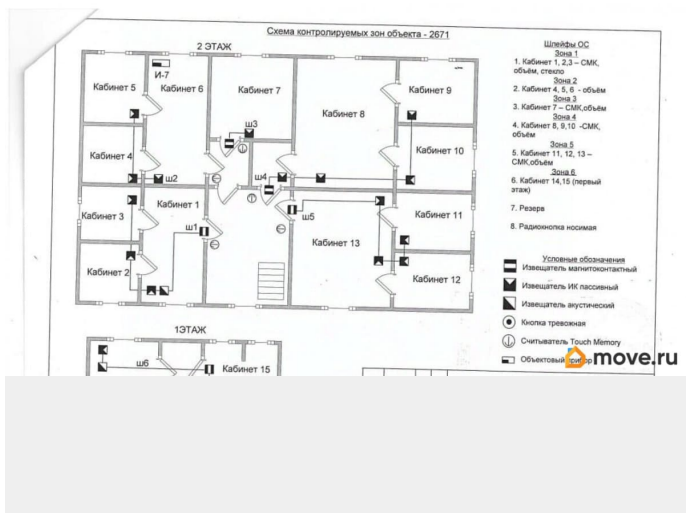 Схема контролируемых зон объекта - 2671
2 ЭТАЖ
И-7
Кабинет 5
Кабинет 6
Кабинет 7
Кабинет 8
Кабинет 9
Кабинет 4
ш2
ш3
ш4
Кабинет 10
Кабинет 3
Кабинет 1
ш1
ш5
Кабинет 11
Кабинет 13
Кабинет 2
Кабинет 12
1ЭТАЖ
ш6
Кабинет 15
Шлейфы ОС
Зона 1
1. Кабинет 1, 2,3 – СМК,
объём, стекло
Зона 2
2. Кабинет 4, 5, 6 - объём
Зона 3
3. Кабинет 7 – СМК,объём
Зона 4
4. Кабинет 8, 9,10 -СМК,
объём
Зона 5
5. Кабинет 11, 12, 13 –
СМК,объём
Зона 6
6. Кабинет 14,15 (первый
этаж)
7. Резерв
8. Радиокнопка носимая
Условные обозначения
Извещатель магнитоконтактный
Извещатель ИК пассивный
Извещатель акустический
Кнопка тревожная
Считыватель Touch Memory
Объектовый прибор
move.ru